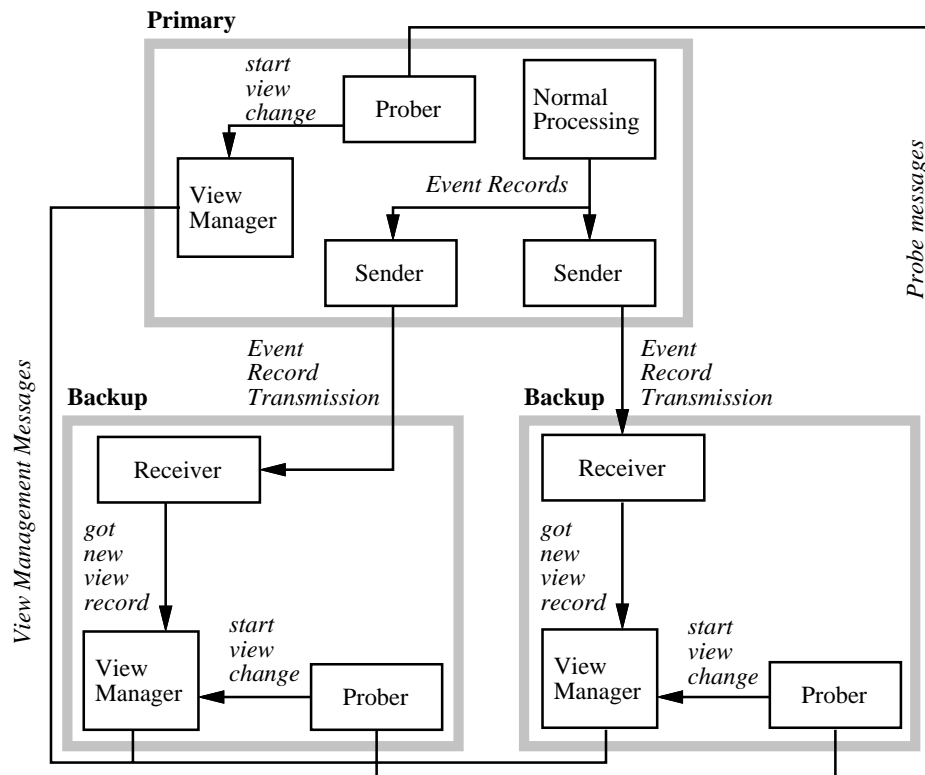 Primary
start
view
change
Prober
Normal
Processing
View
Manager
Event Records
Sender
Sender
Probe messages
View Management Messages
Event
Record
Transmission
Event
Record
Transmission
Backup
Receiver
got
new
view
record
View
Manager
start
view
change
Prober
Backup
Receiver
got
new
view
record
View
Manager
start
view
change
Prober